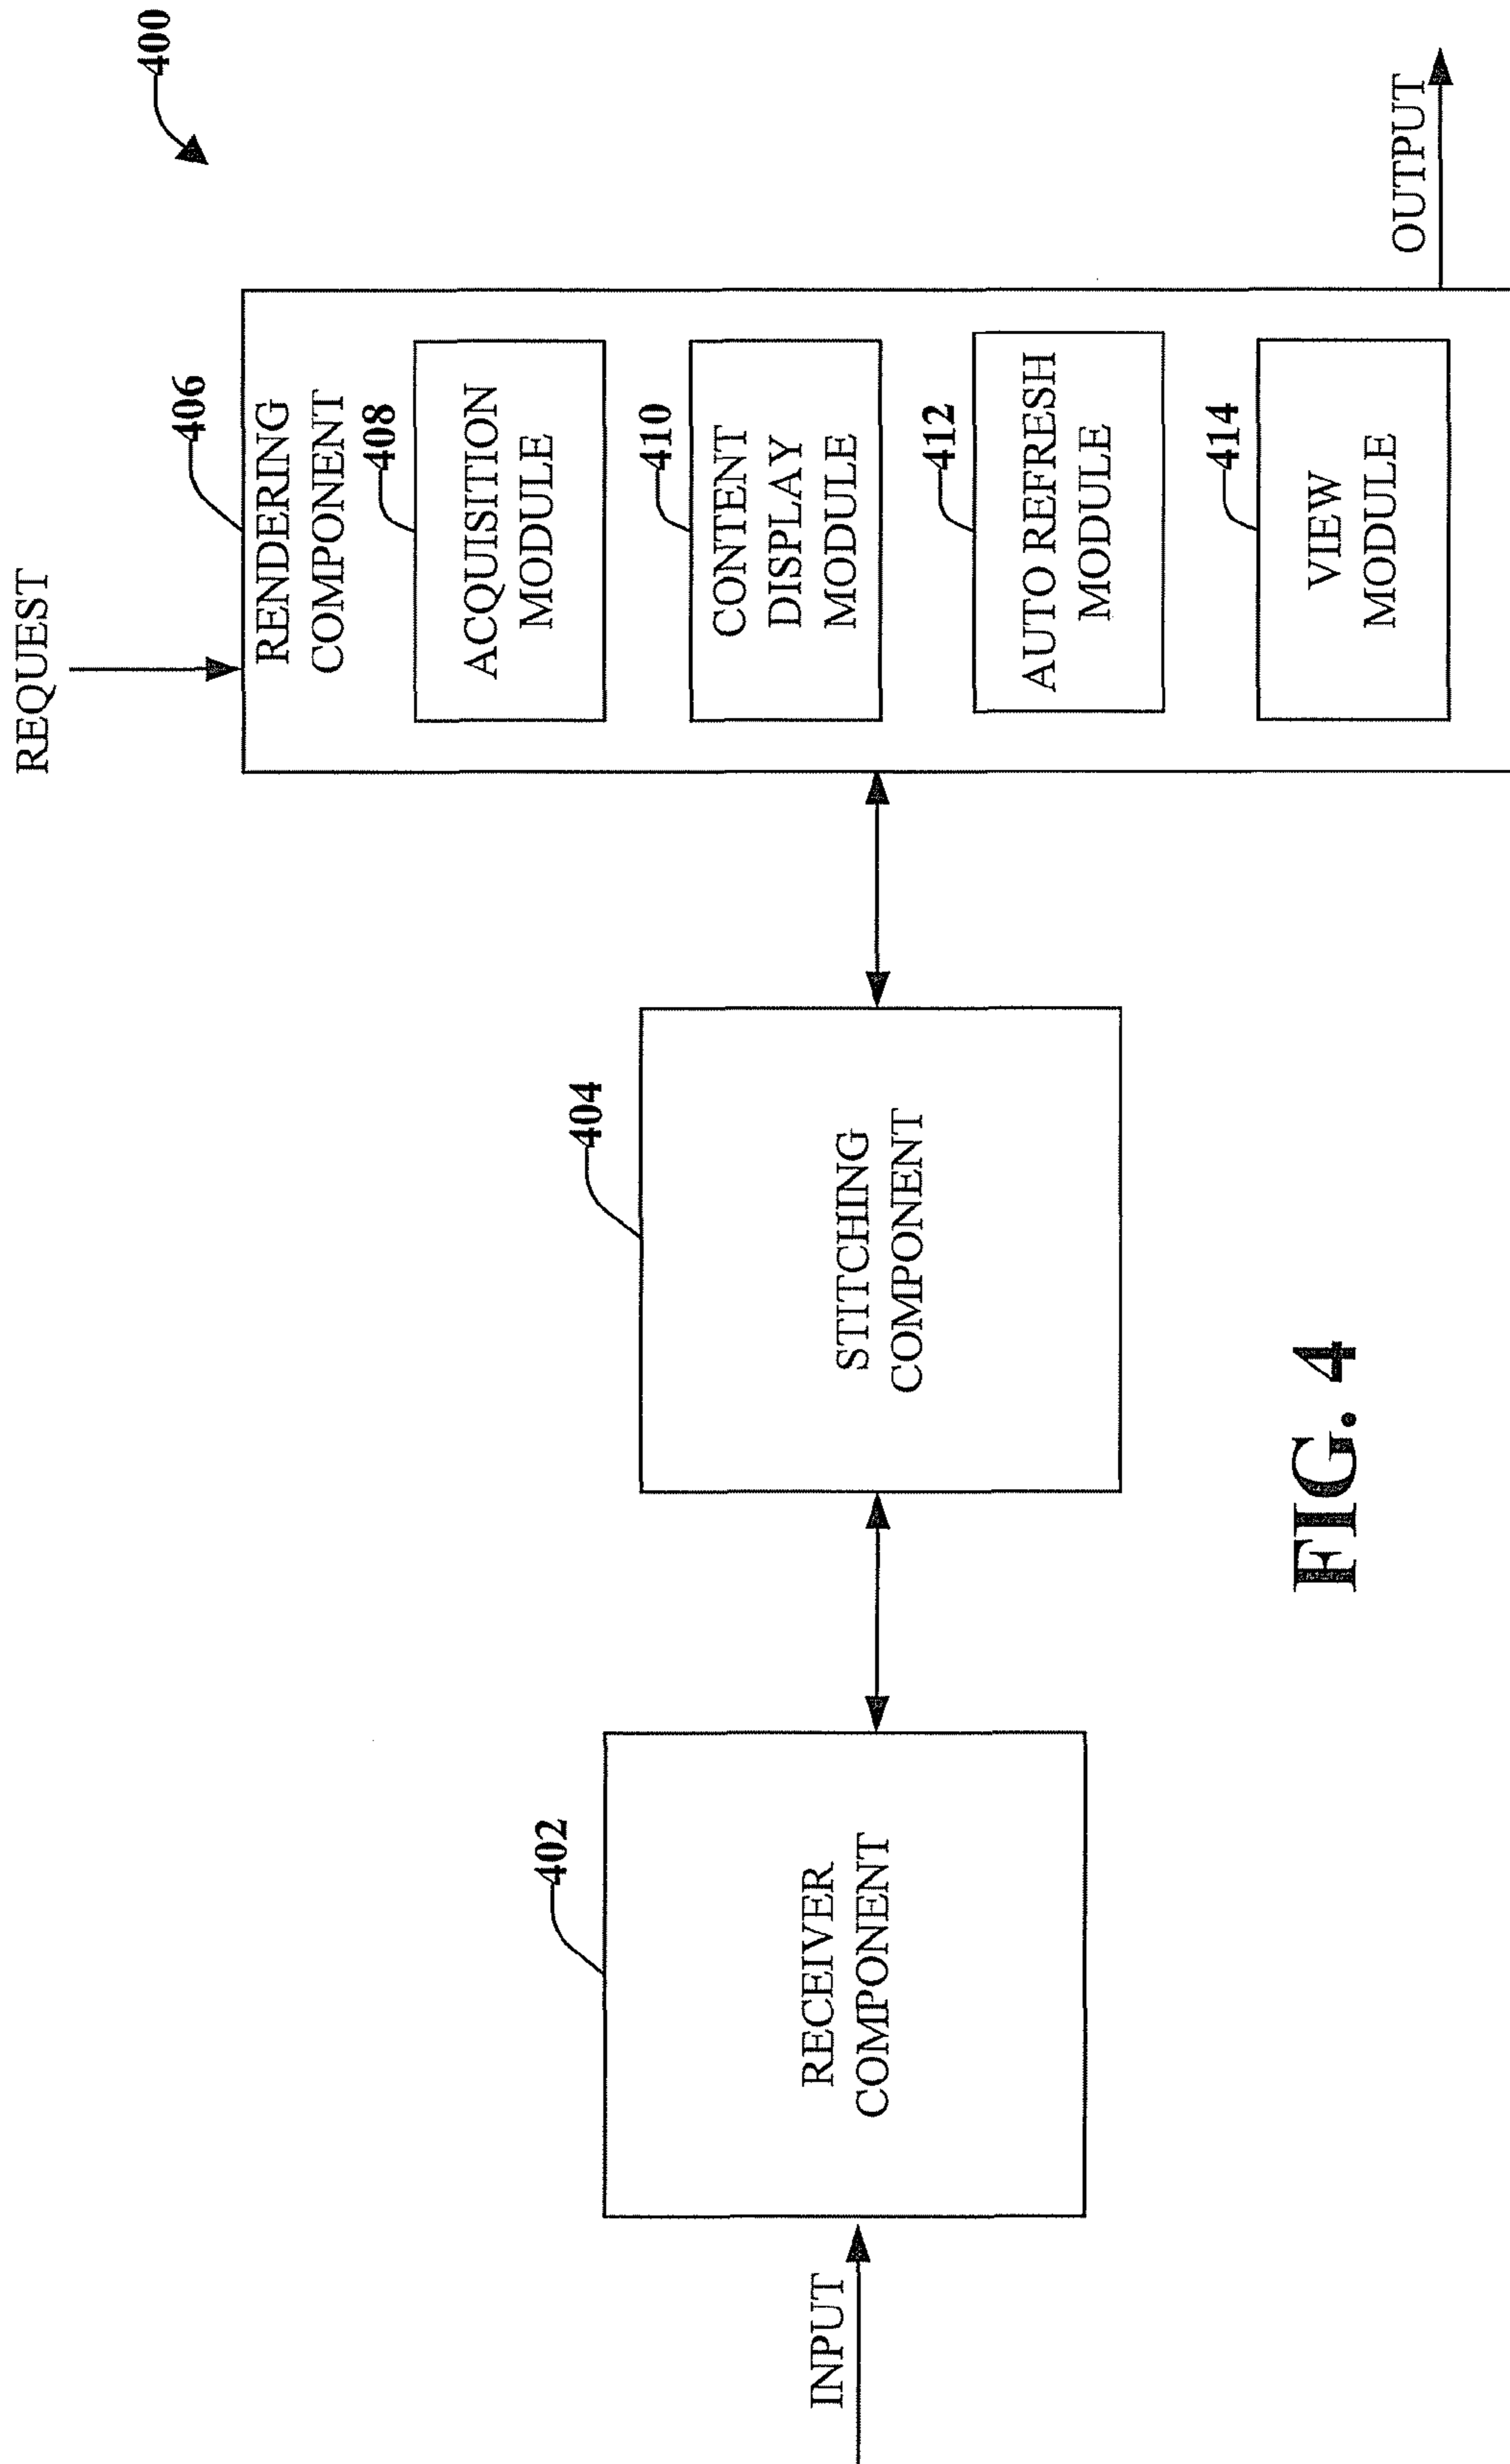 400
REQUEST
406
RENDERING
COMPONENT
408
ACQUISITION
MODULE
410
CONTENT
DISPLAY
MODULE
412
AUTO REFRESH
MODULE
414
VIEW
MODULE
OUTPUT
404
STITCHING
COMPONENT
402
RECEIVER
COMPONENT
INPUT
FIG. 4